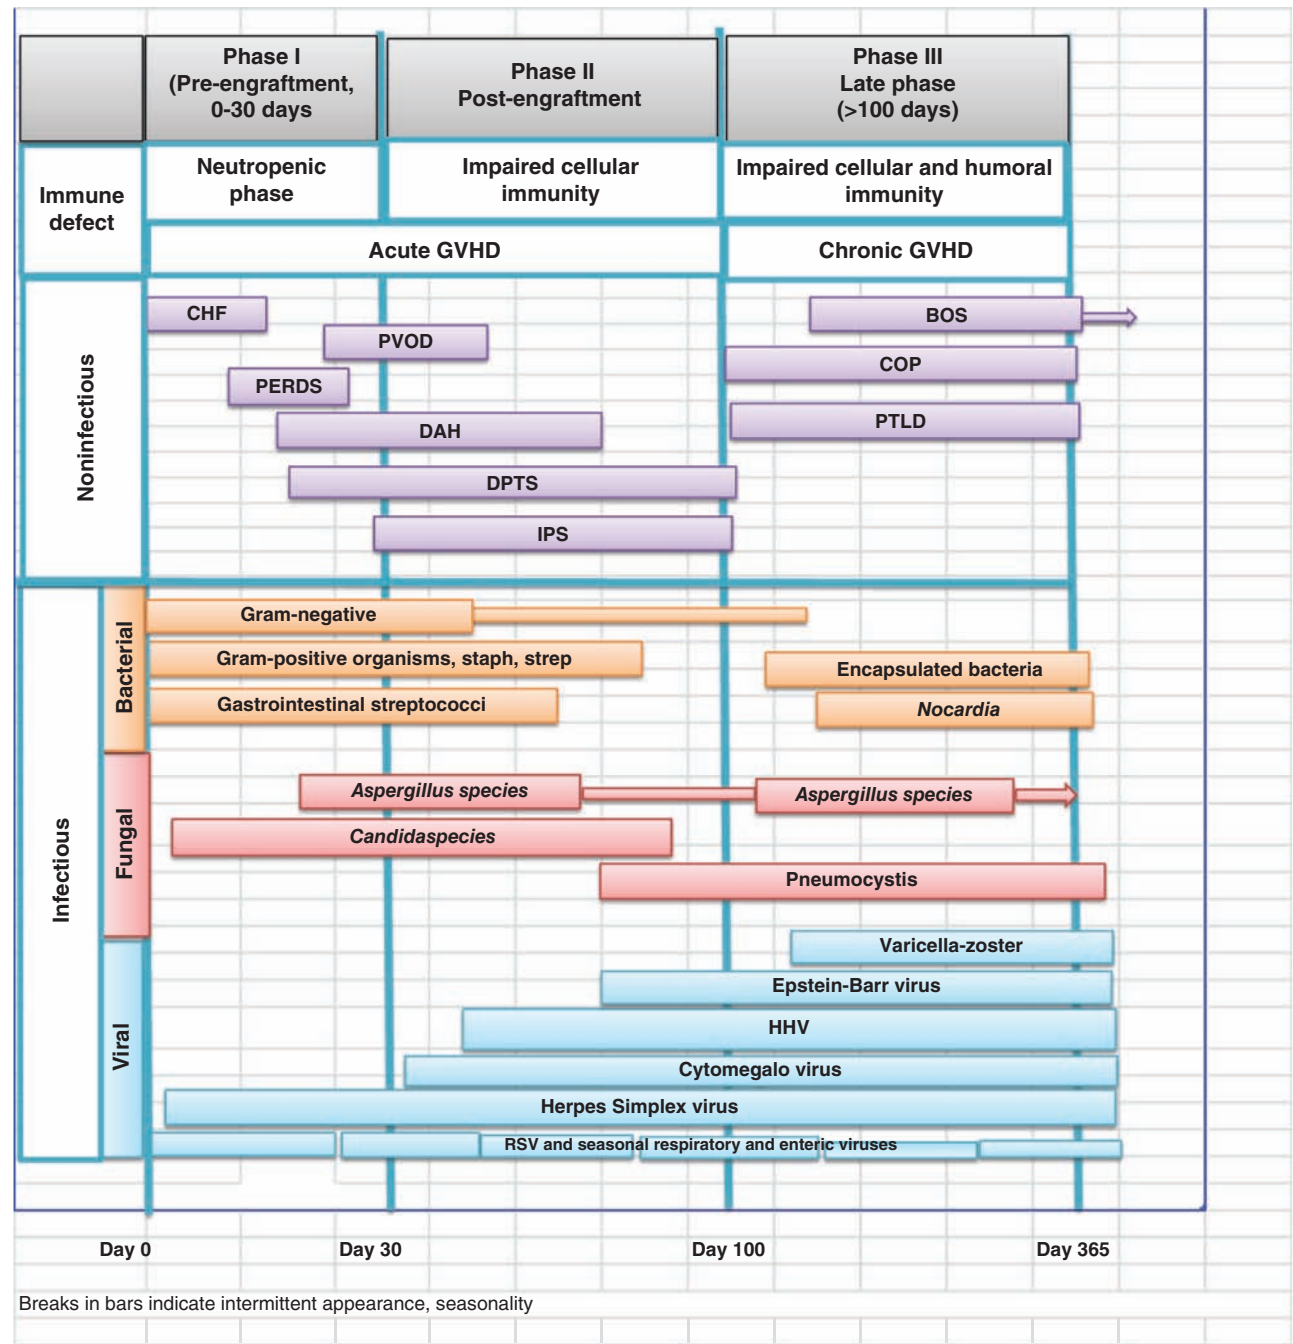 Phase I
(Pre-engraftment,
0-30 days
Phase II
Post-engraftment
Phase III
Late phase
(>100 days)
Immune
defect
Neutropenic
phase
Impaired cellular
immunity
Impaired cellular and humoral
immunity
Acute GVHD
Chronic GVHD
Noninfectious
CHF
BOS
PVOD
COP
PERDS
PTLD
DAH
DPTS
IPS
Infectious
Bacterial
Gram-negative
Gram-positive organisms, staph, strep
Encapsulated bacteria
Gastrointestinal streptococci
Nocardia
Fungal
Aspergillus species
Aspergillus species
Candidaspecies
Pneumocystis
Viral
Varicella-zoster
Epstein-Barr virus
HHV
Cytomegalo virus
Herpes Simplex virus
RSV and seasonal respiratory and enteric viruses
Day 0
Day 30
Day 100
Day 365
Breaks in bars indicate intermittent appearance, seasonality